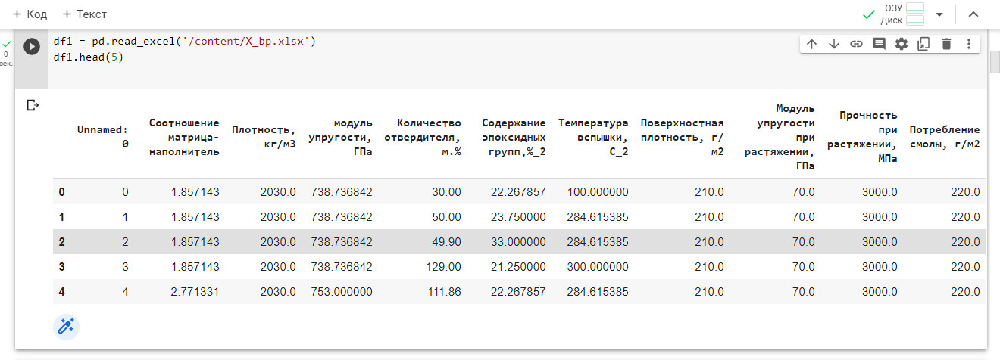 + Код + Текст
ОЗУ
Диск
0
сек.
df1 = pd.read_excel('/content/X_bp.xlsx')
df1.head(5)
Unnamed: 0 Соотношение матрица-наполнитель Плотность, кг/м3 модуль упругости, ГПа Количество отвердителя, м.% Содержание эпоксидных групп,%_2 Температура вспышки, С_2 Поверхностная плотность, г/м2 Модуль упругости при растяжении, ГПа Прочность при растяжении, МПа Потребление смолы, г/м2
0 0 1.857143 2030.0 738.736842 30.00 22.267857 100.000000 210.0 70.0 3000.0 220.0
1 1 1.857143 2030.0 738.736842 50.00 23.750000 284.615385 210.0 70.0 3000.0 220.0
2 2 1.857143 2030.0 738.736842 49.90 33.000000 284.615385 210.0 70.0 3000.0 220.0
3 3 1.857143 2030.0 738.736842 129.00 21.250000 300.000000 210.0 70.0 3000.0 220.0
4 4 2.771331 2030.0 753.000000 111.86 22.267857 284.615385 210.0 70.0 3000.0 220.0